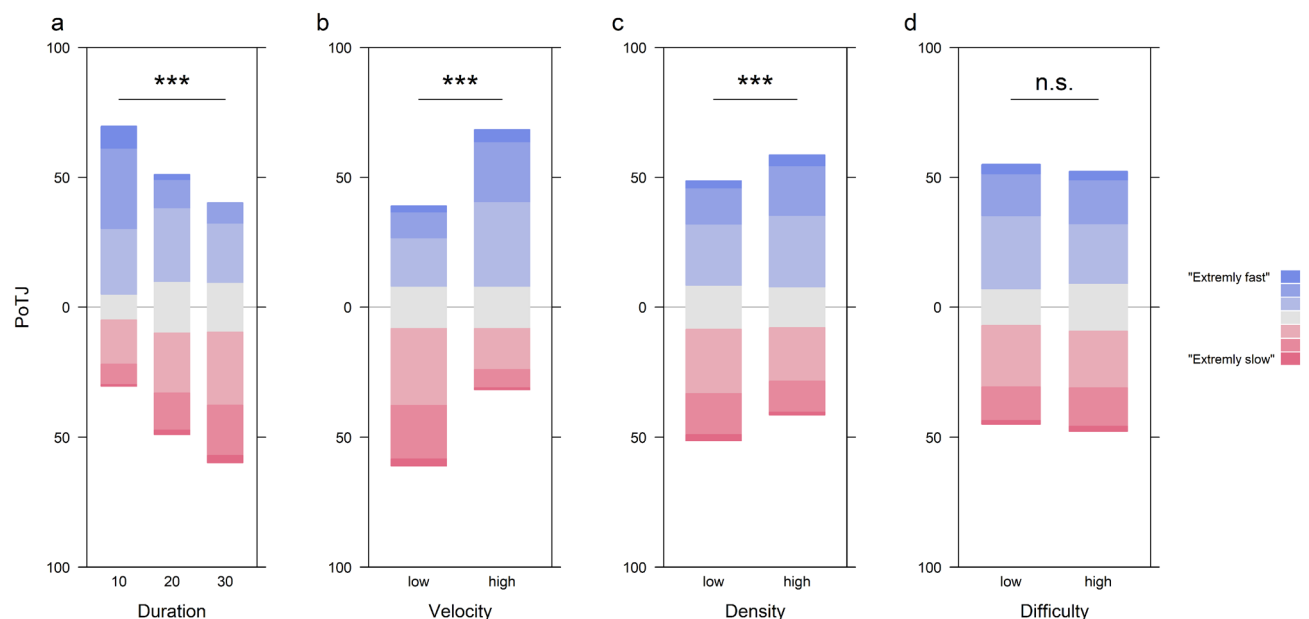 a
b
c
d
100
100
100
100
***
***
***
n.s.
50
50
50
50
0
0
0
0
PoTJ
"Extremly fast"
"Extremly slow"
50
50
50
50
100
100
100
100
10 20 30
low high
low high
low high
Duration
Velocity
Density
Difficulty